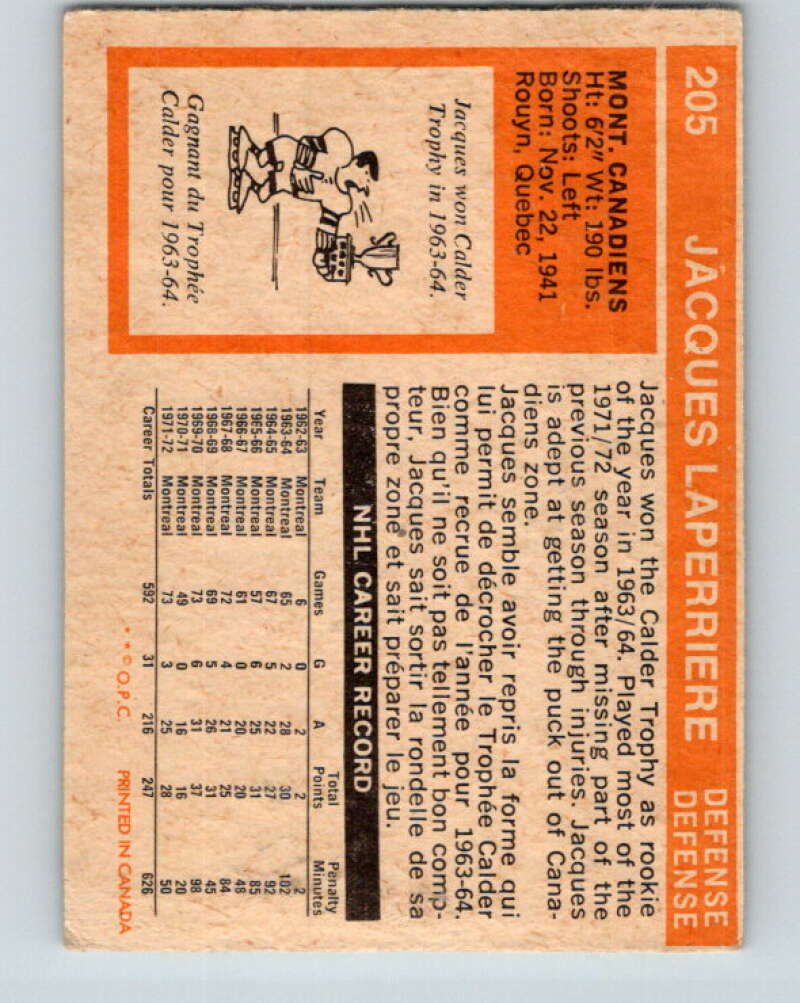 205 JACQUES LAPERRIERE DEFENSE
DEFENSE
MONT. CANADIENS
Ht: 6'2" Wt: 190 lbs.
Shoots: Left
Born: Nov. 22, 1941
Rouyn, Quebec
Jacques won Calder
Trophy in 1963-64.
Gagnant du Trophée
Calder pour 1963-64.
Jacques won the Calder Trophy as rookie
of the year in 1963/64. Played most of the
1971/72 season after missing part of the
previous season through injuries. Jacques
is adept at getting the puck out of Cana-
diens zone.
Jacques semble avoir repris la forme qui
lui permit de décrocher le Trophée Calder
comme recrue de l'année pour 1963-64.
Bien qu'il ne soit pas tellement bon comp-
teur, Jacques sait sortir la rondelle de sa
propre zone et sait préparer le jeu.
NHL CAREER RECORD
Year Team Games G A Total Points Penalty Minutes
1962-63 Montreal 6 0 2 2 2
1963-64 Montreal 65 2 28 30 102
1964-65 Montreal 67 5 22 27 92
1965-66 Montreal 57 6 25 31 85
1966-67 Montreal 61 0 20 20 48
1967-68 Montreal 72 4 21 25 84
1968-69 Montreal 69 5 26 31 45
1969-70 Montreal 73 6 31 37 98
1970-71 Montreal 49 0 16 16 20
1971-72 Montreal 73 3 25 28 50
Career Totals 592 31 216 247 626
* * © O.P.C. PRINTED IN CANADA